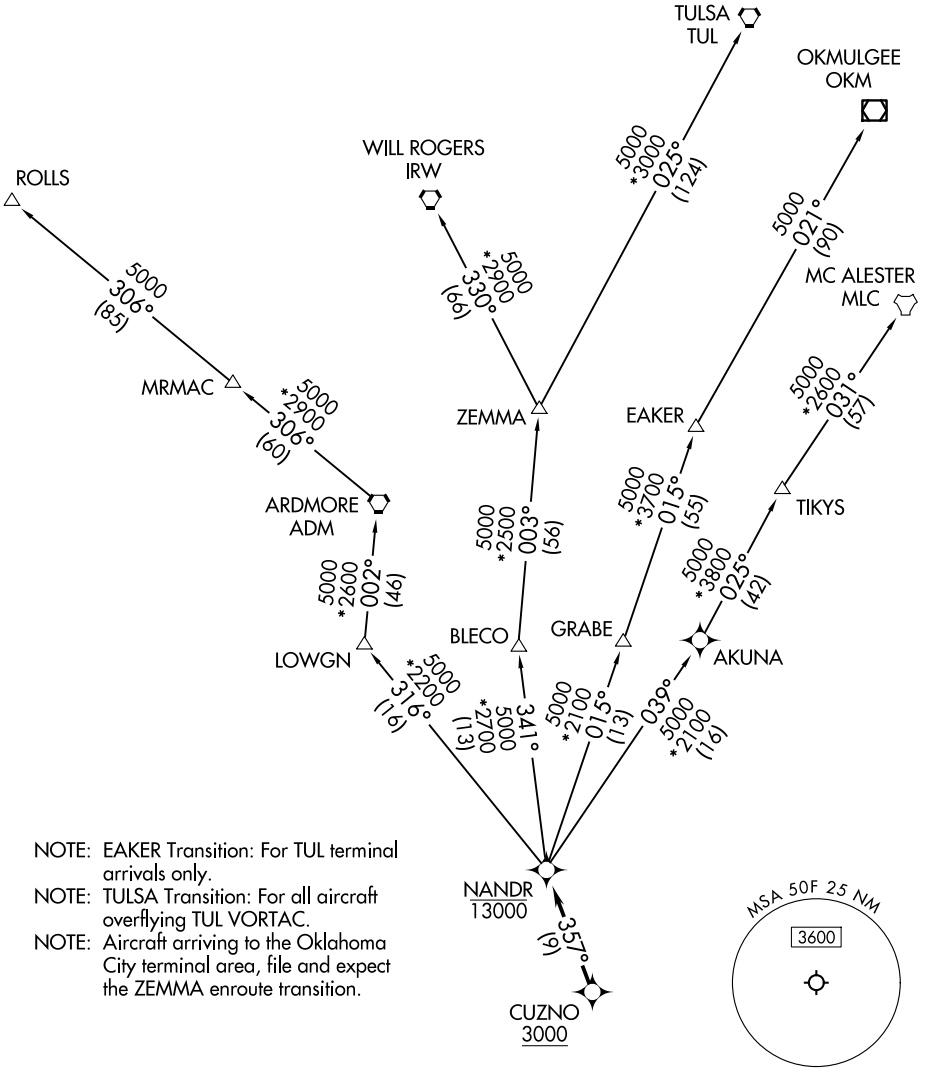 TULSA
TUL
OKMULGEE
OKM
5000
*3000
025°
(124)
WILL ROGERS
IRW
ROLLS
5000
021°
(90)
5000
*2900
330°
(66)
5000
306°
(85)
MC ALESTER
MLC
MRMAC
5000
*2900
306°
(60)
ZEMMA
EAKER
5000
*2600
031°
(57)
ARDMORE
ADM
5000
*2500
003°
(56)
5000
*3700
015°
(55)
TIKYS
5000
*2600
002°
(46)
5000
*3800
025°
(42)
LOWGN
BLECO
GRABE
AKUNA
5000
*2200
316°
(16)
341°
5000
*2700
(13)
5000
*2100
015°
(13)
039°
5000
*2100
(16)
NOTE: EAKER Transition: For TUL terminal
arrivals only.
NOTE: TULSA Transition: For all aircraft
overflying TUL VORTAC.
NOTE: Aircraft arriving to the Oklahoma
City terminal area, file and expect
the ZEMMA enroute transition.
NANDR
13000
357°
(9)
CUZNO
3000
MSA 50F 25 NM
3600